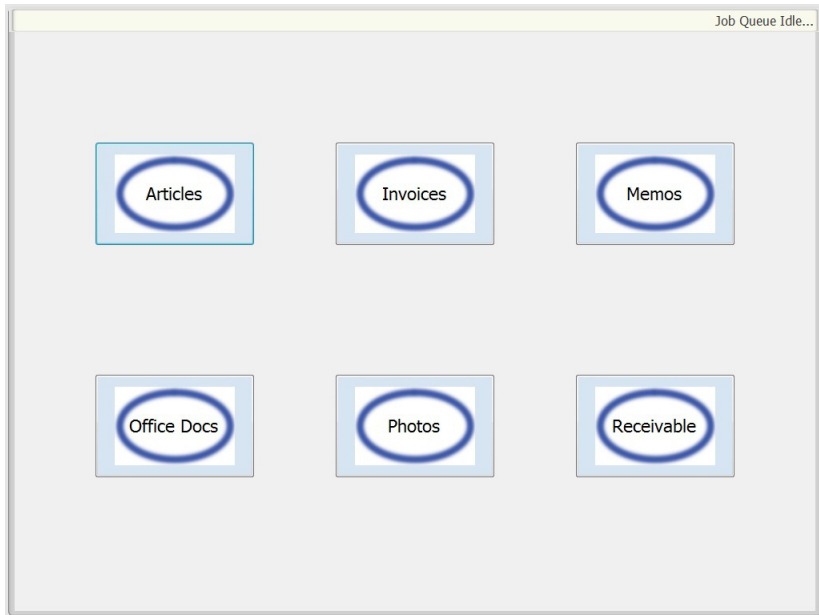 Job Queue Idle...
Articles
Invoices
Memos
Office Docs
Photos
Receivable